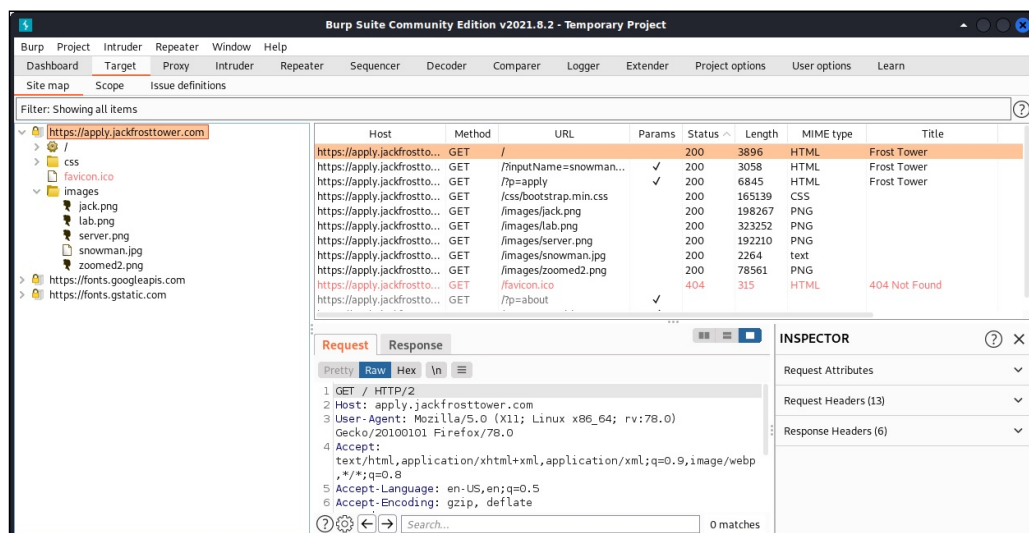 Burp Suite Community Edition v2021.8.2 - Temporary Project
Burp Project Intruder Repeater Window Help
Dashboard Target Proxy Intruder Repeater Sequencer Decoder Comparer Logger Extender Project options User options Learn
Site map Scope Issue definitions
Filter: Showing all items
https://apply.jackfrosttower.com
/
css
favicon.ico
images
jack.png
lab.png
server.png
snowman.jpg
zoomed2.png
https://fonts.googleapis.com
https://fonts.gstatic.com
Host Method URL Params Status Length MIME type Title
https://apply.jackfrostto... GET / 200 3896 HTML Frost Tower
https://apply.jackfrostto... GET /?inputName=snowman... ✓ 200 3058 HTML Frost Tower
https://apply.jackfrostto... GET /?p=apply ✓ 200 6845 HTML Frost Tower
https://apply.jackfrostto... GET /css/bootstrap.min.css 200 165139 CSS
https://apply.jackfrostto... GET /images/jack.png 200 198267 PNG
https://apply.jackfrostto... GET /images/lab.png 200 323252 PNG
https://apply.jackfrostto... GET /images/server.png 200 192210 PNG
https://apply.jackfrostto... GET /images/snowman.jpg 200 2264 text
https://apply.jackfrostto... GET /images/zoomed2.png 200 78561 PNG
https://apply.jackfrostto... GET /favicon.ico 404 315 HTML 404 Not Found
https://apply.jackfrostto... GET /?p=about ✓
Request Response
Pretty Raw Hex \n
1 GET / HTTP/2
2 Host: apply.jackfrosttower.com
3 User-Agent: Mozilla/5.0 (X11; Linux x86_64; rv:78.0)
Gecko/20100101 Firefox/78.0
4 Accept:
text/html,application/xhtml+xml,application/xml;q=0.9,image/webp
,*/*;q=0.8
5 Accept-Language: en-US,en;q=0.5
6 Accept-Encoding: gzip, deflate
Search... 0 matches
INSPECTOR
Request Attributes
Request Headers (13)
Response Headers (6)